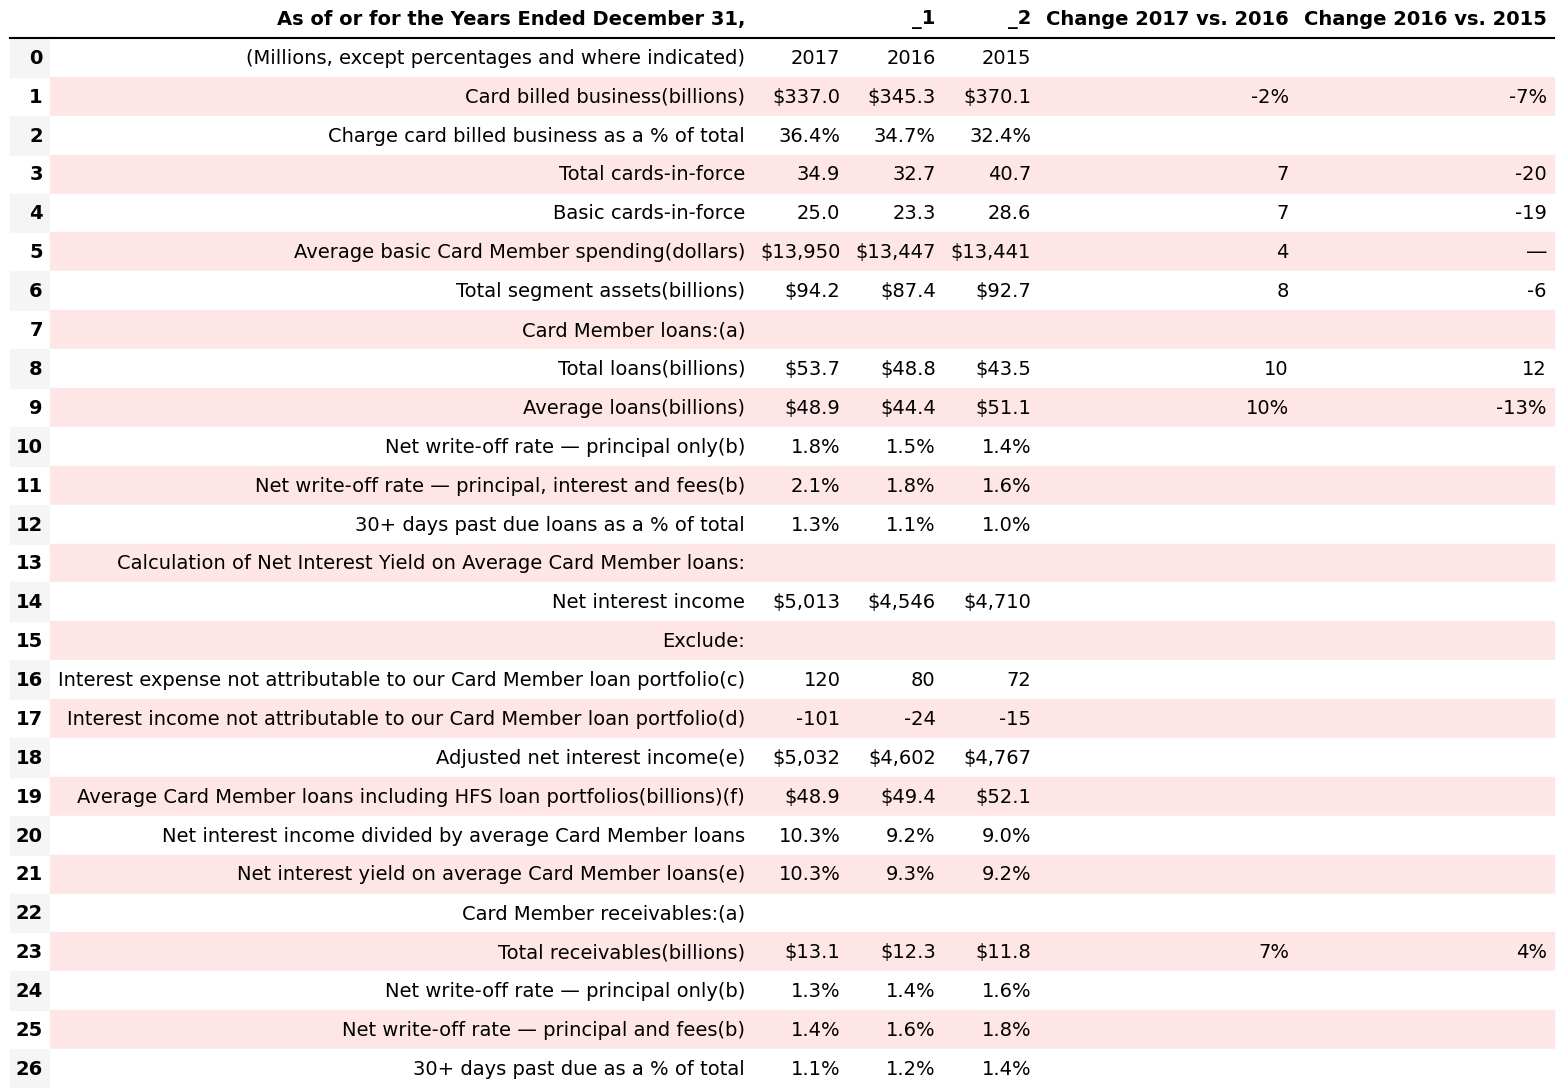 As of or for the Years Ended December 31, _1 _2 Change 2017 vs. 2016 Change 2016 vs. 2015
0 (Millions, except percentages and where indicated) 2017 2016 2015
1 Card billed business(billions) $337.0 $345.3 $370.1 -2% -7%
2 Charge card billed business as a % of total 36.4% 34.7% 32.4%
3 Total cards-in-force 34.9 32.7 40.7 7 -20
4 Basic cards-in-force 25.0 23.3 28.6 7 -19
5 Average basic Card Member spending(dollars) $13,950 $13,447 $13,441 4 —
6 Total segment assets(billions) $94.2 $87.4 $92.7 8 -6
7 Card Member loans:(a)
8 Total loans(billions) $53.7 $48.8 $43.5 10 12
9 Average loans(billions) $48.9 $44.4 $51.1 10% -13%
10 Net write-off rate — principal only(b) 1.8% 1.5% 1.4%
11 Net write-off rate — principal, interest and fees(b) 2.1% 1.8% 1.6%
12 30+ days past due loans as a % of total 1.3% 1.1% 1.0%
13 Calculation of Net Interest Yield on Average Card Member loans:
14 Net interest income $5,013 $4,546 $4,710
15 Exclude:
16 Interest expense not attributable to our Card Member loan portfolio(c) 120 80 72
17 Interest income not attributable to our Card Member loan portfolio(d) -101 -24 -15
18 Adjusted net interest income(e) $5,032 $4,602 $4,767
19 Average Card Member loans including HFS loan portfolios(billions)(f) $48.9 $49.4 $52.1
20 Net interest income divided by average Card Member loans 10.3% 9.2% 9.0%
21 Net interest yield on average Card Member loans(e) 10.3% 9.3% 9.2%
22 Card Member receivables:(a)
23 Total receivables(billions) $13.1 $12.3 $11.8 7% 4%
24 Net write-off rate — principal only(b) 1.3% 1.4% 1.6%
25 Net write-off rate — principal and fees(b) 1.4% 1.6% 1.8%
26 30+ days past due as a % of total 1.1% 1.2% 1.4%